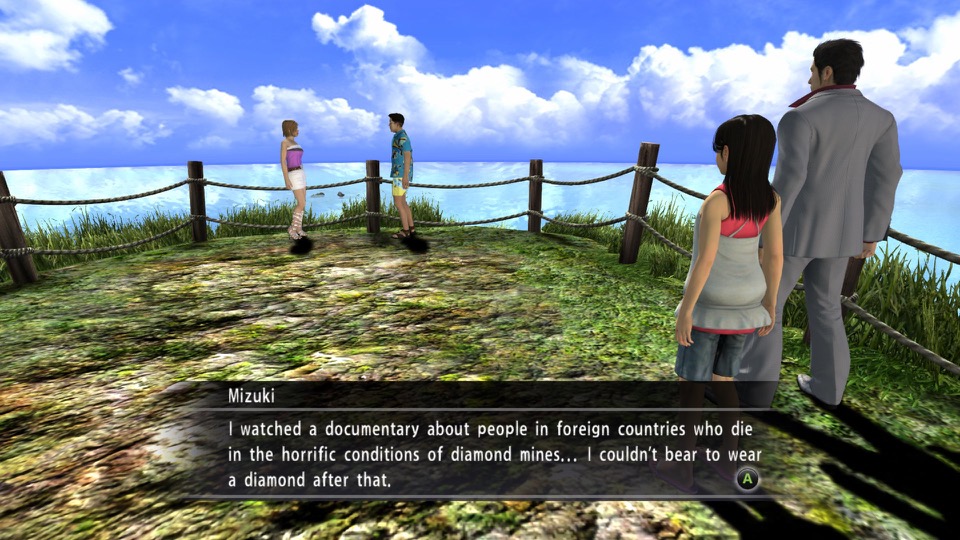 Mizuki
I watched a documentary about people in foreign countries who die
in the horrific conditions of diamond mines... I couldn't bear to wear
a diamond after that.
A